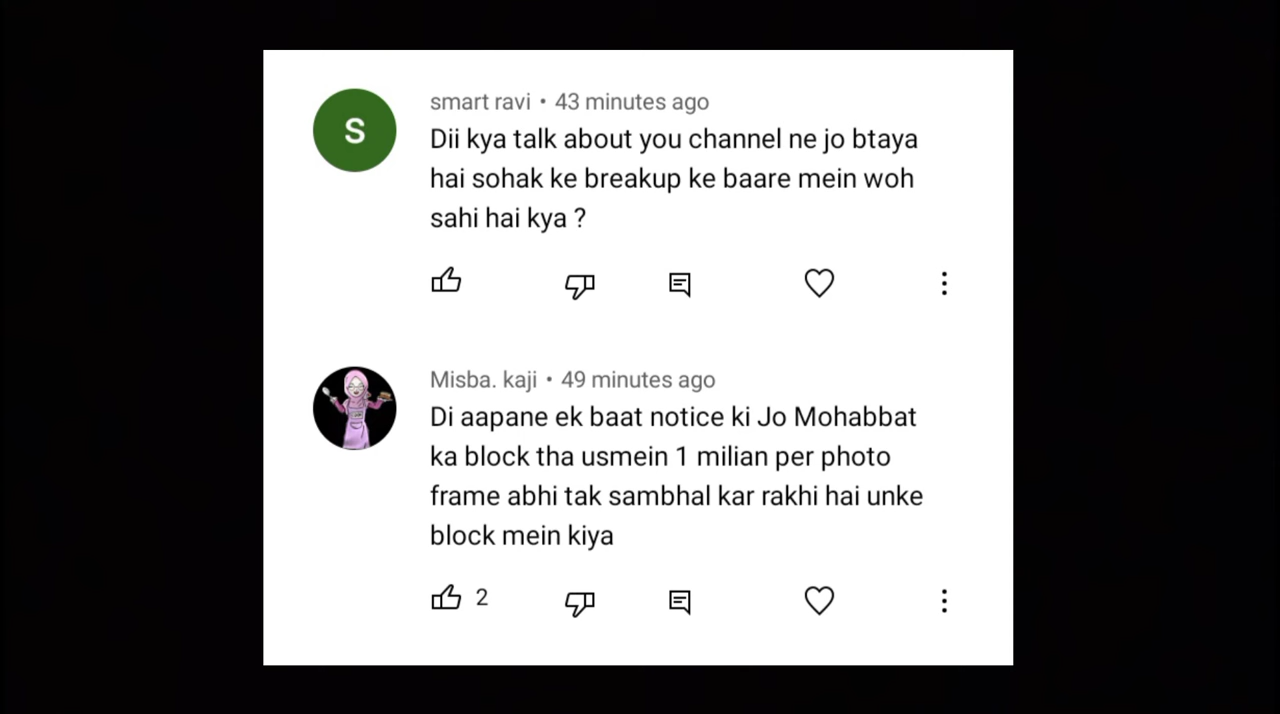 S
smart ravi • 43 minutes ago
Dii kya talk about you channel ne jo btaya
hai sohak ke breakup ke baare mein woh
sahi hai kya ?
Misba. kaji • 49 minutes ago
Di aapane ek baat notice ki Jo Mohabbat
ka block tha usmein 1 milian per photo
frame abhi tak sambhal kar rakhi hai unke
block mein kiya
2